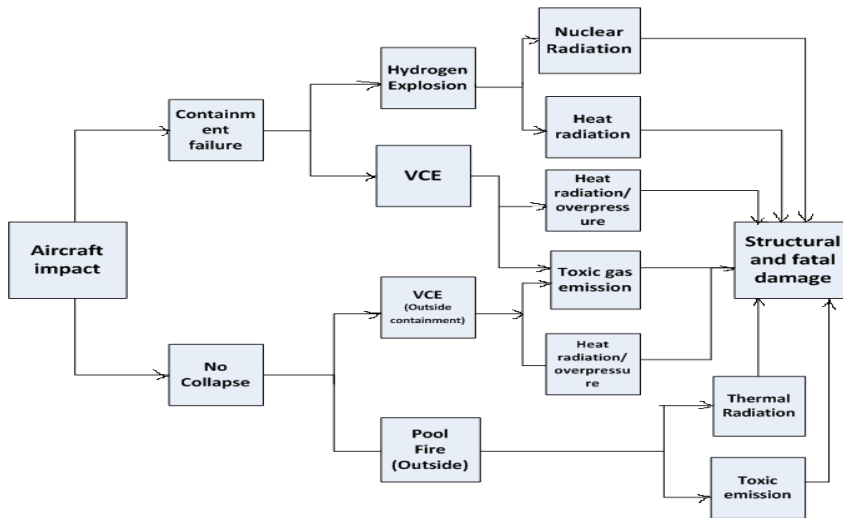 Nuclear
Radiation
Hydrogen
Explosion
Containm
ent
failure
Heat
radiation
VCE
Heat
radiation/
overpress
ure
Aircraft
impact
Structural
and fatal
damage
Toxic gas
emission
VCE
(Outside
containment)
No
Collapse
Heat
radiation/
overpressu
re
Thermal
Radiation
Pool
Fire
(Outside)
Toxic
emission